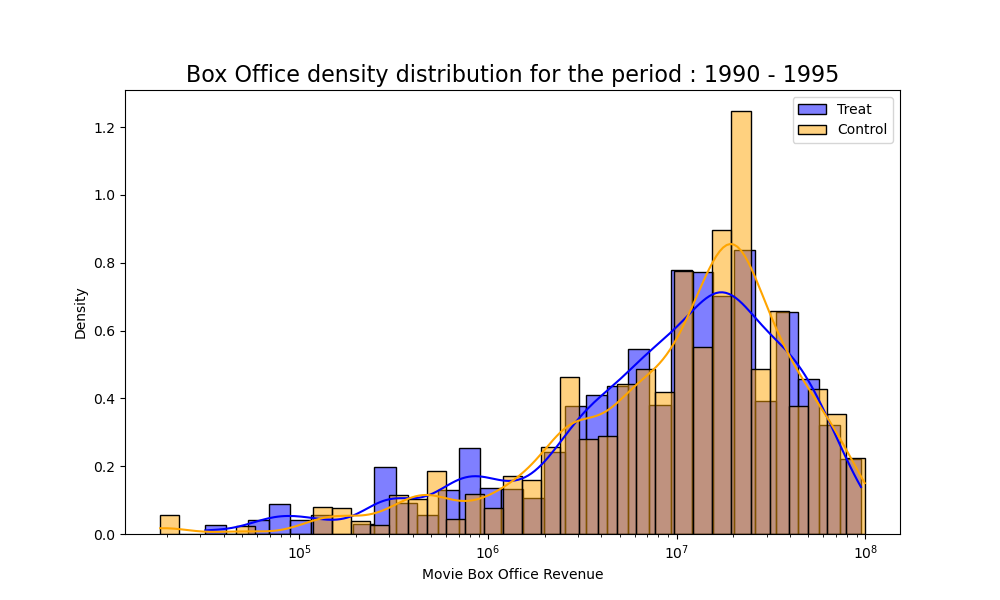 Box Office density distribution for the period : 1990 - 1995
Treat
Control
1.2
1.0
0.8
0.6
0.4
0.2
0.0
Density
10^5
10^6
10^7
10^8
Movie Box Office Revenue